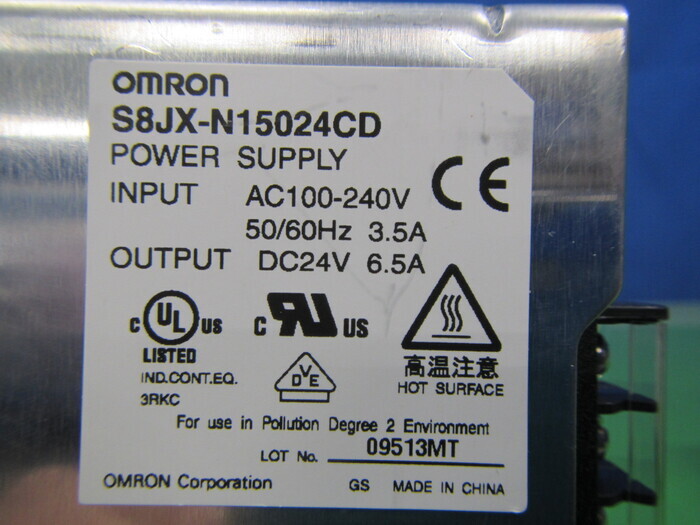 OMRON
S8JX-N15024CD
POWER SUPPLY
INPUT AC100-240V
50/60Hz 3.5A
OUTPUT DC24V 6.5A
CE
c UL US
LISTED
IND.CONT.EQ.
3RKC
c RU US
DVE
高温注意
HOT SURFACE
For use in Pollution Degree 2 Environment
LOT No. 09513MT
OMRON Corporation GS MADE IN CHINA